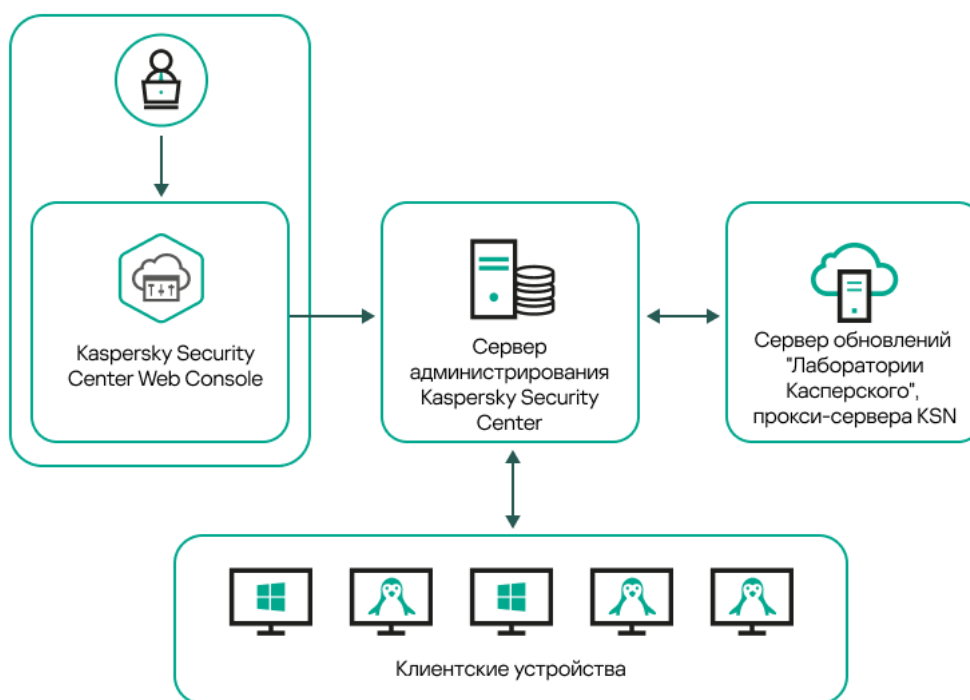 Kaspersky Security
Center Web Console
Сервер
администрирования
Kaspersky Security
Center
Сервер обновлений
"Лаборатории
Касперского",
прокси-сервера KSN
Клиентские устройства